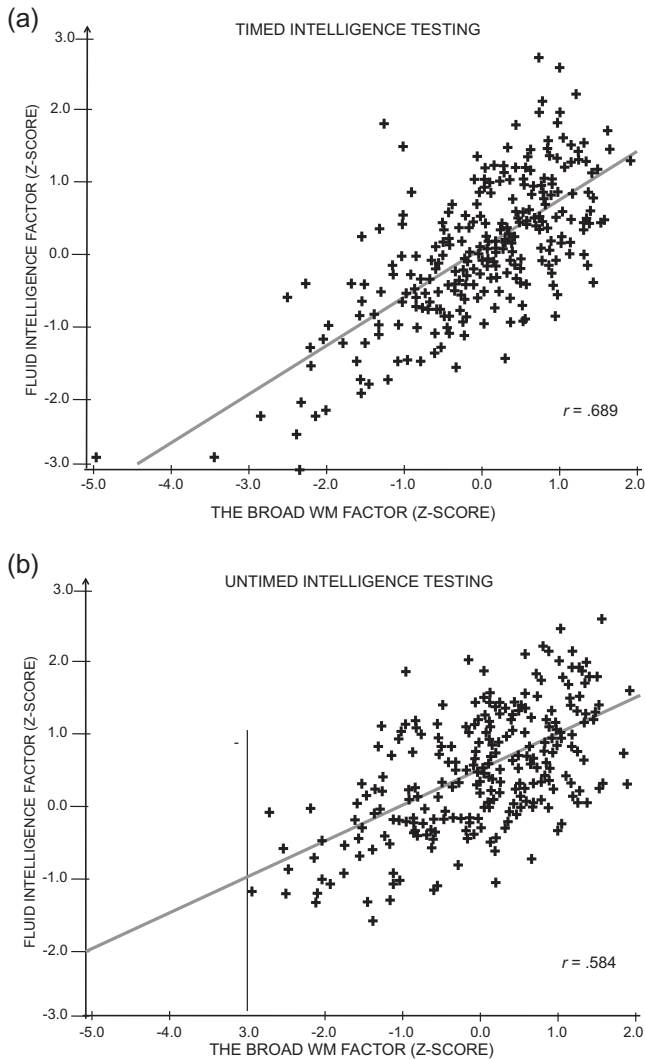 (a)
TIMED INTELLIGENCE TESTING
FLUID INTELLIGENCE FACTOR (Z-SCORE)
3.0
2.0
1.0
0.0
-1.0
-2.0
-3.0
r = .689
-5.0 -4.0 -3.0 -2.0 -1.0 0.0 1.0 2.0
THE BROAD WM FACTOR (Z-SCORE)
(b)
UNTIMED INTELLIGENCE TESTING
FLUID INTELLIGENCE FACTOR (Z-SCORE)
3.0
2.0
1.0
-
0.0
-1.0
-2.0
-3.0
r = .584
-5.0 -4.0 3.0 -2.0 -1.0 0.0 1.0 2.0
THE BROAD WM FACTOR (Z-SCORE)